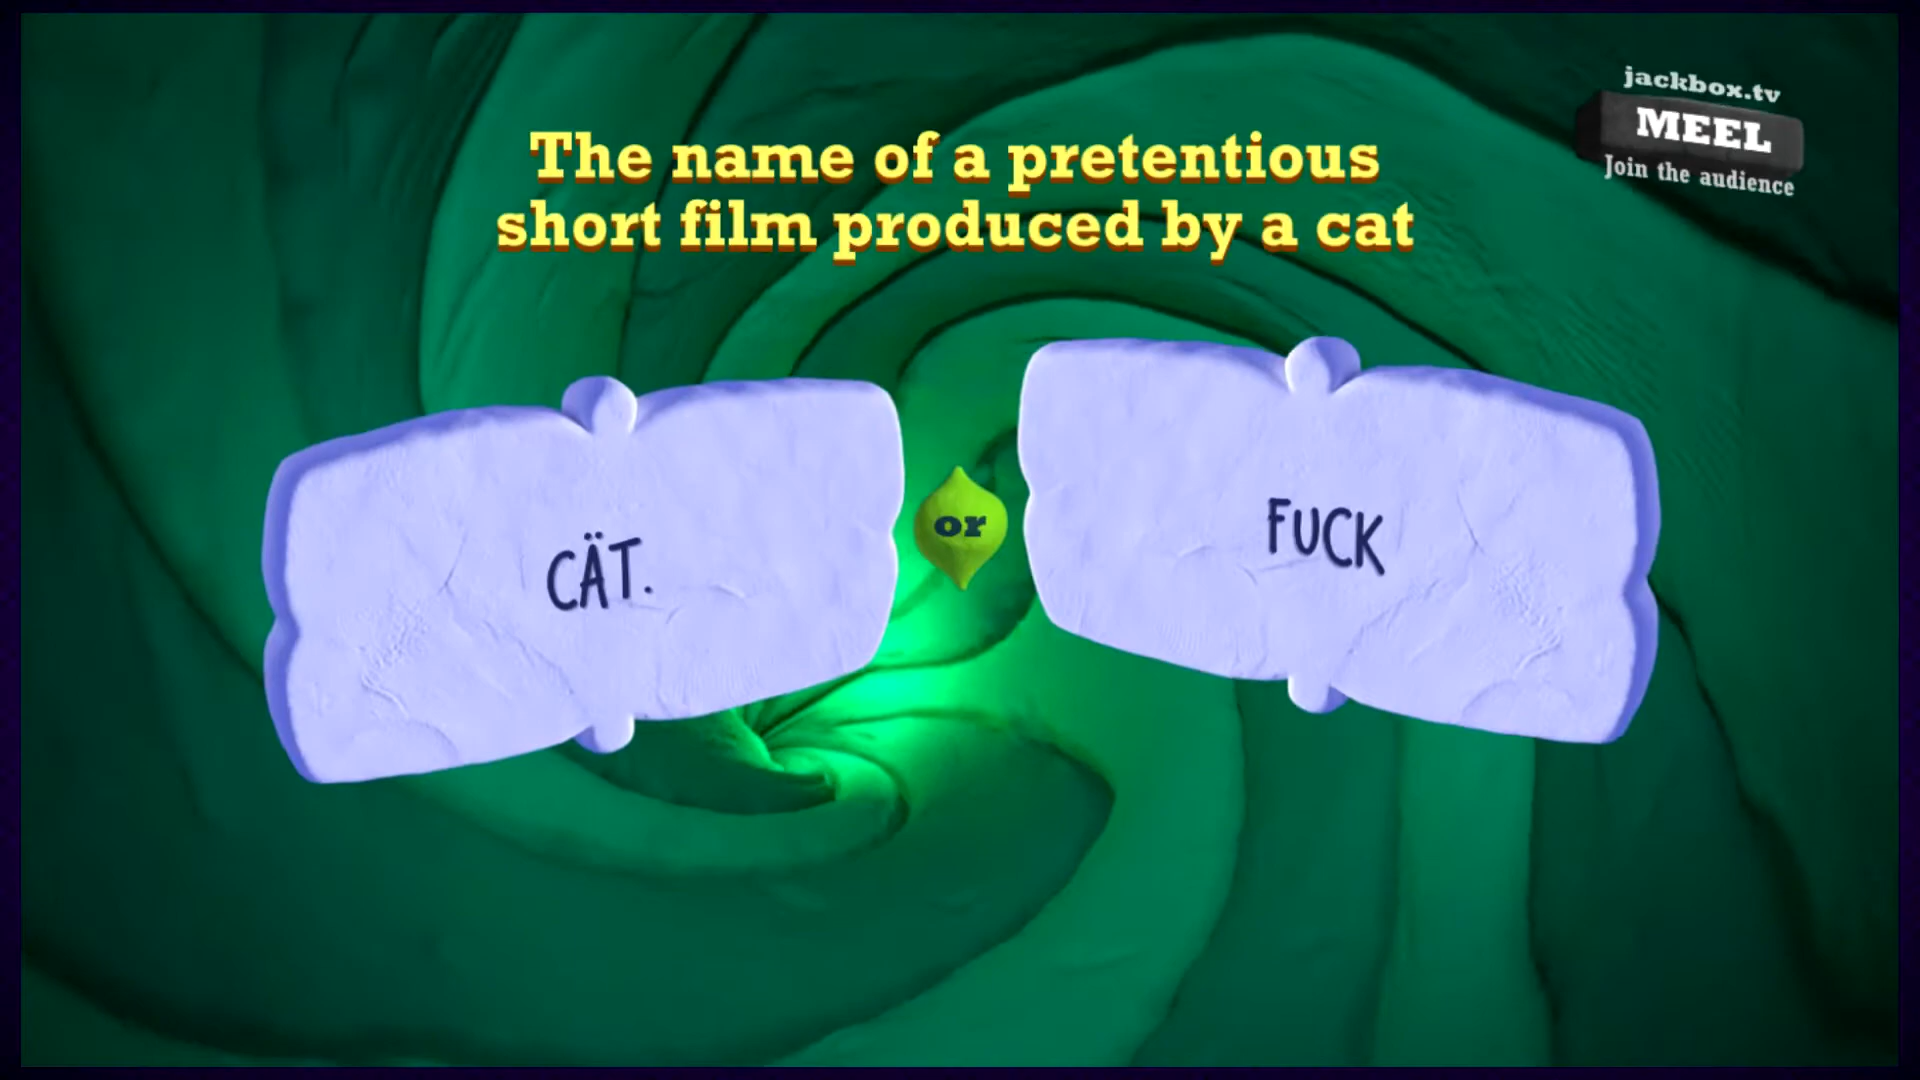 jackbox.tv
MEEL
Join the audience
The name of a pretentious
short film produced by a cat
CÄT.
or
FUCK